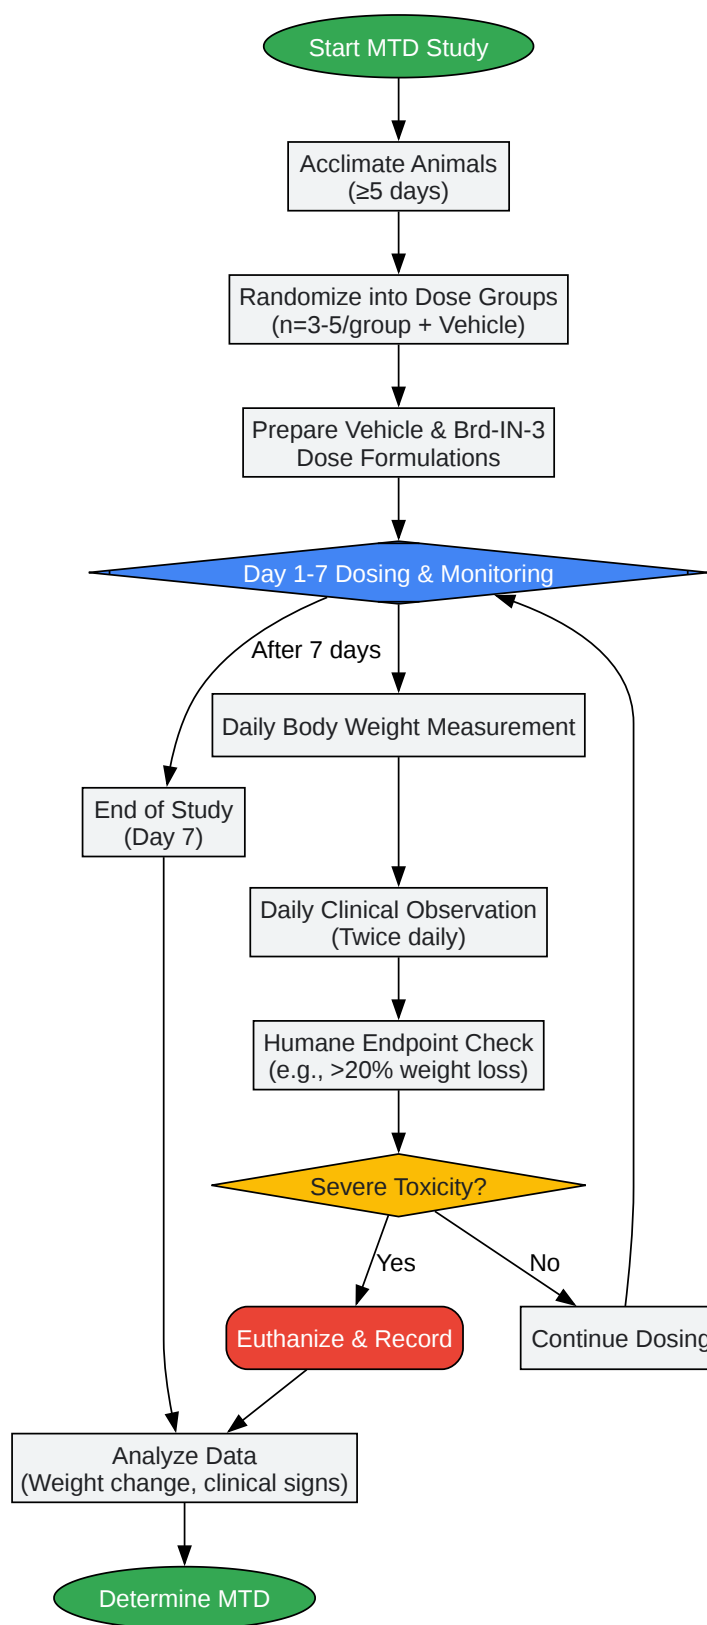 Start MTD Study
Acclimate Animals
(≥5 days)
Randomize into Dose Groups
(n=3-5/group + Vehicle)
Prepare Vehicle & Brd-IN-3
Dose Formulations
Day 1-7 Dosing & Monitoring
After 7 days
Daily Body Weight Measurement
End of Study
(Day 7)
Daily Clinical Observation
(Twice daily)
Humane Endpoint Check
(e.g., >20% weight loss)
Severe Toxicity?
Yes
No
Euthanize & Record
Continue Dosing
Analyze Data
(Weight change, clinical signs)
Determine MTD